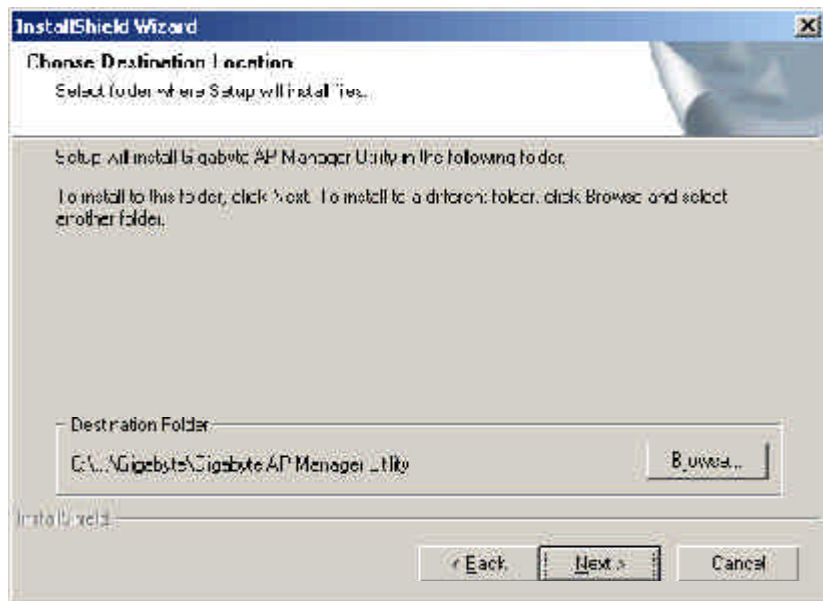 InstallShield Wizard
Choose Destination Location
Select folder where Setup will install files.
Setup will install Gigabyte AP Manager Utility in the following folder.
To install to this folder, click Next. To install to a different folder, click Browse and select
another folder.
Destination Folder
C:\...\Gigabyte\Gigabyte AP Manager Utility
Browse...
InstallShield
< Back
Next >
Cancel